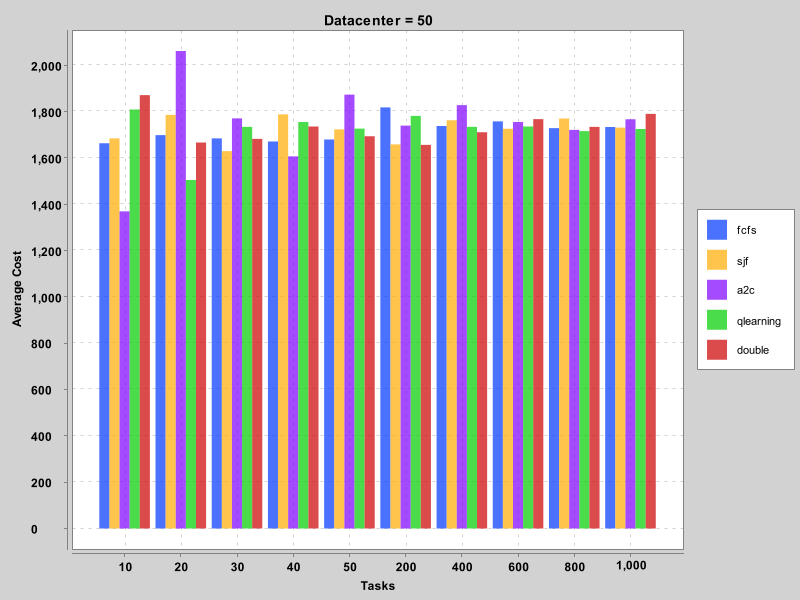 Datacenter = 50
Average Cost
2,000
1,800
1,600
1,400
1,200
1,000
800
600
400
200
0
10 20 30 40 50 200 400 600 800 1,000
Tasks
fcfs
sjf
a2c
qlearning
double